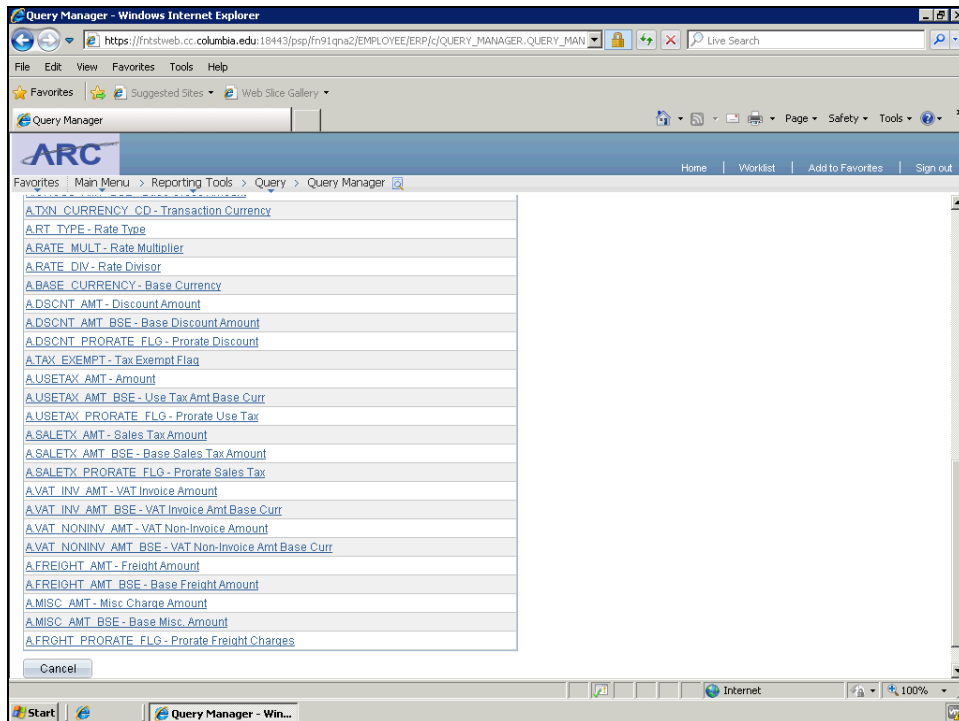 Query Manager - Windows Internet Explorer
https://fntstweb.cc.columbia.edu:18443/psp/fn91qna2/EMPLOYEE/ERP/c/QUERY_MANAGER.QUERY_MAN
Live Search
File Edit View Favorites Tools Help
Favorites Suggested Sites Web Slice Gallery
Query Manager
Page Safety Tools
ARC
Home | Worklist | Add to Favorites | Sign out
Favorites Main Menu > Reporting Tools > Query > Query Manager
A.TXN_CURRENCY_CD - Transaction Currency
A.RT_TYPE - Rate Type
A.RATE_MULT - Rate Multiplier
A.RATE_DIV - Rate Divisor
A.BASE_CURRENCY - Base Currency
A.DSCNT_AMT - Discount Amount
A.DSCNT_AMT_BSE - Base Discount Amount
A.DSCNT_PRORATE_FLG - Prorate Discount
A.TAX_EXEMPT - Tax Exempt Flag
A.USETAX_AMT - Amount
A.USETAX_AMT_BSE - Use Tax Amt Base Curr
A.USETAX_PRORATE_FLG - Prorate Use Tax
A.SALETX_AMT - Sales Tax Amount
A.SALETX_AMT_BSE - Base Sales Tax Amount
A.SALETX_PRORATE_FLG - Prorate Sales Tax
A.VAT_INV_AMT - VAT Invoice Amount
A.VAT_INV_AMT_BSE - VAT Invoice Amt Base Curr
A.VAT_NONINV_AMT - VAT Non-Invoice Amount
A.VAT_NONINV_AMT_BSE - VAT Non-Invoice Amt Base Curr
A.FREIGHT_AMT - Freight Amount
A.FREIGHT_AMT_BSE - Base Freight Amount
A.MISC_AMT - Misc Charge Amount
A.MISC_AMT_BSE - Base Misc. Amount
A.FRGHT_PRORATE_FLG - Prorate Freight Charges
Cancel
Internet 100%
Start Query Manager - Win...